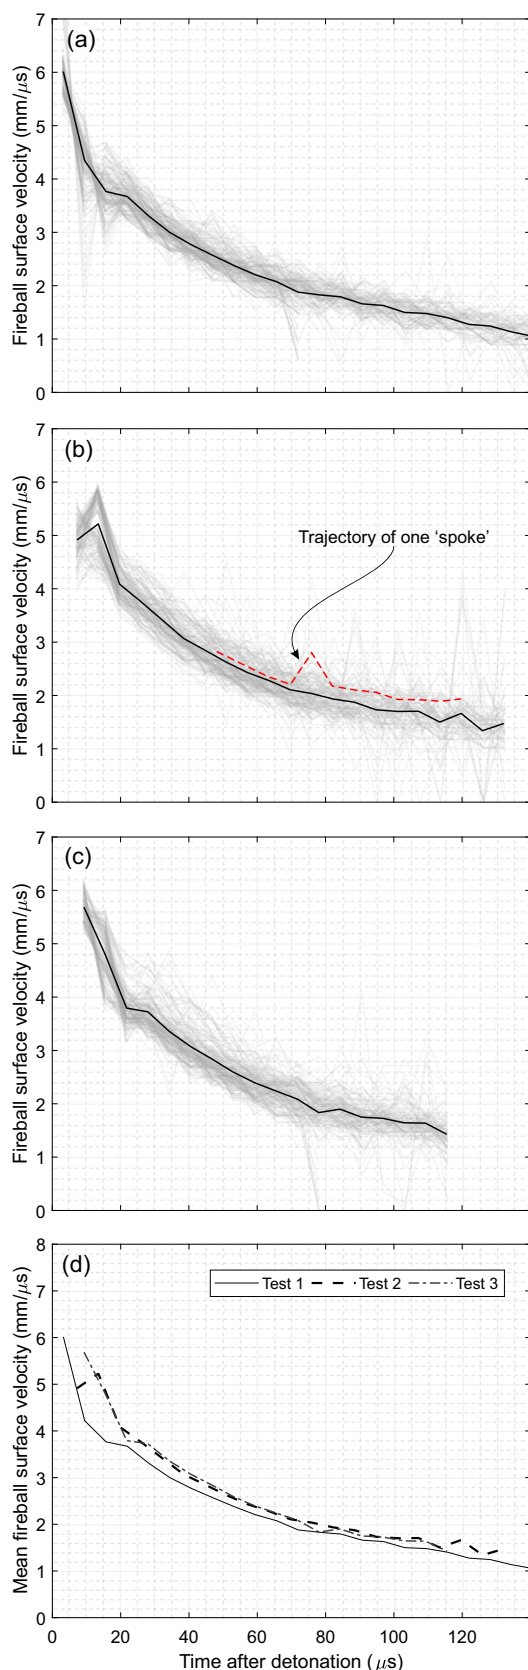 (a)
7
6
5
4
3
2
1
0
Fireball surface velocity (mm/μs)
(b)
7
6
5
4
3
2
1
0
Fireball surface velocity (mm/μs)
Trajectory of one ‘spoke’
(c)
7
6
5
4
3
2
1
0
Fireball surface velocity (mm/μs)
(d)
8
7
6
5
4
3
2
1
0
Mean fireball surface velocity (mm/μs)
Test 1 Test 2 Test 3
0 20 40 60 80 100 120
Time after detonation (μs)